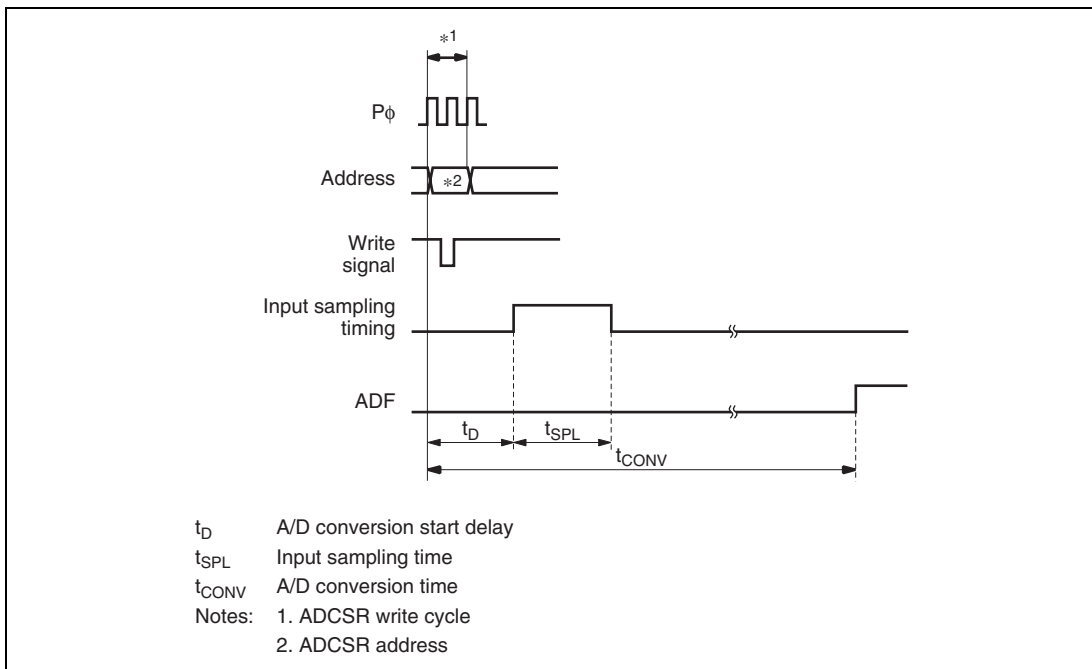 *1
Pϕ
Address
*2
Write
signal
Input sampling
timing
ADF
tD
tSPL
tCONV
tD A/D conversion start delay
tSPL Input sampling time
tCONV A/D conversion time
Notes: 1. ADCSR write cycle
2. ADCSR address